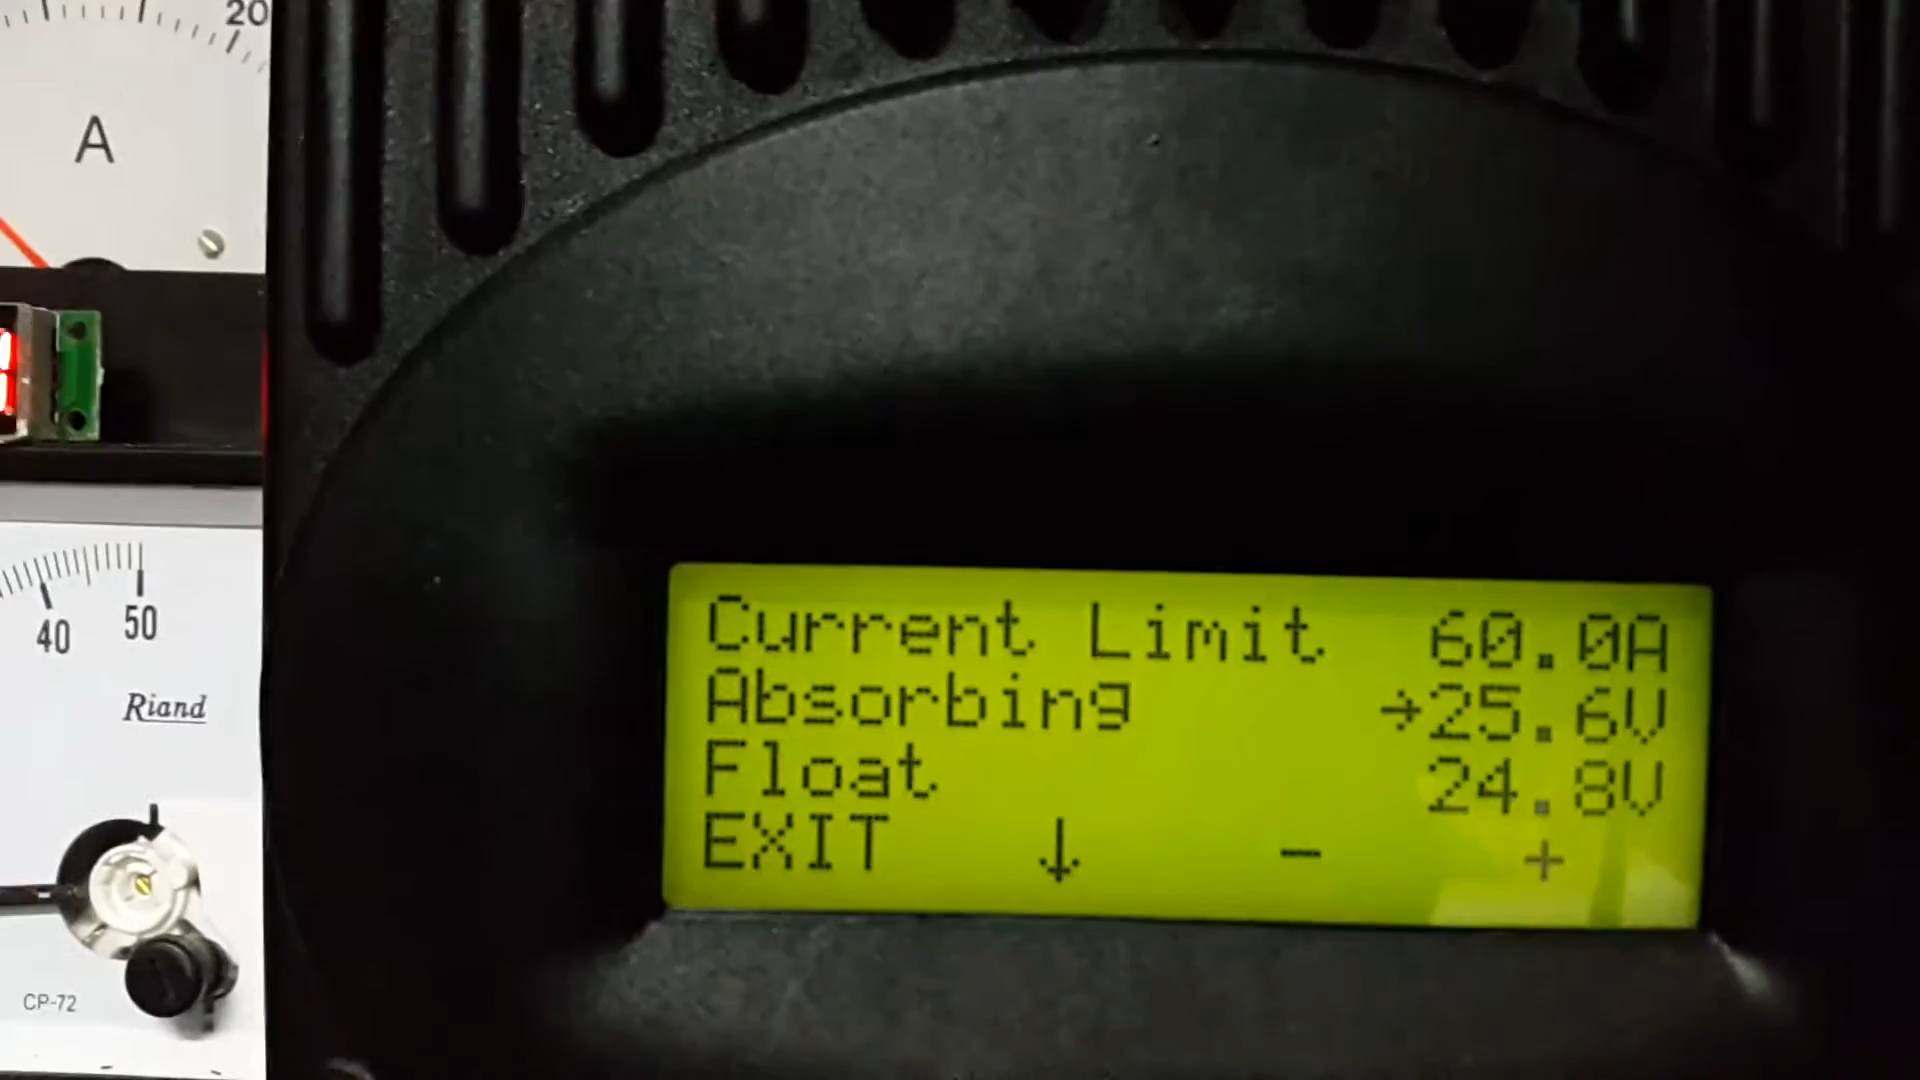 20
A
40 50
Riand
CP-72
Current Limit 60.0A
Absorbing →25.6V
Float 24.8V
EXIT ↓ - +